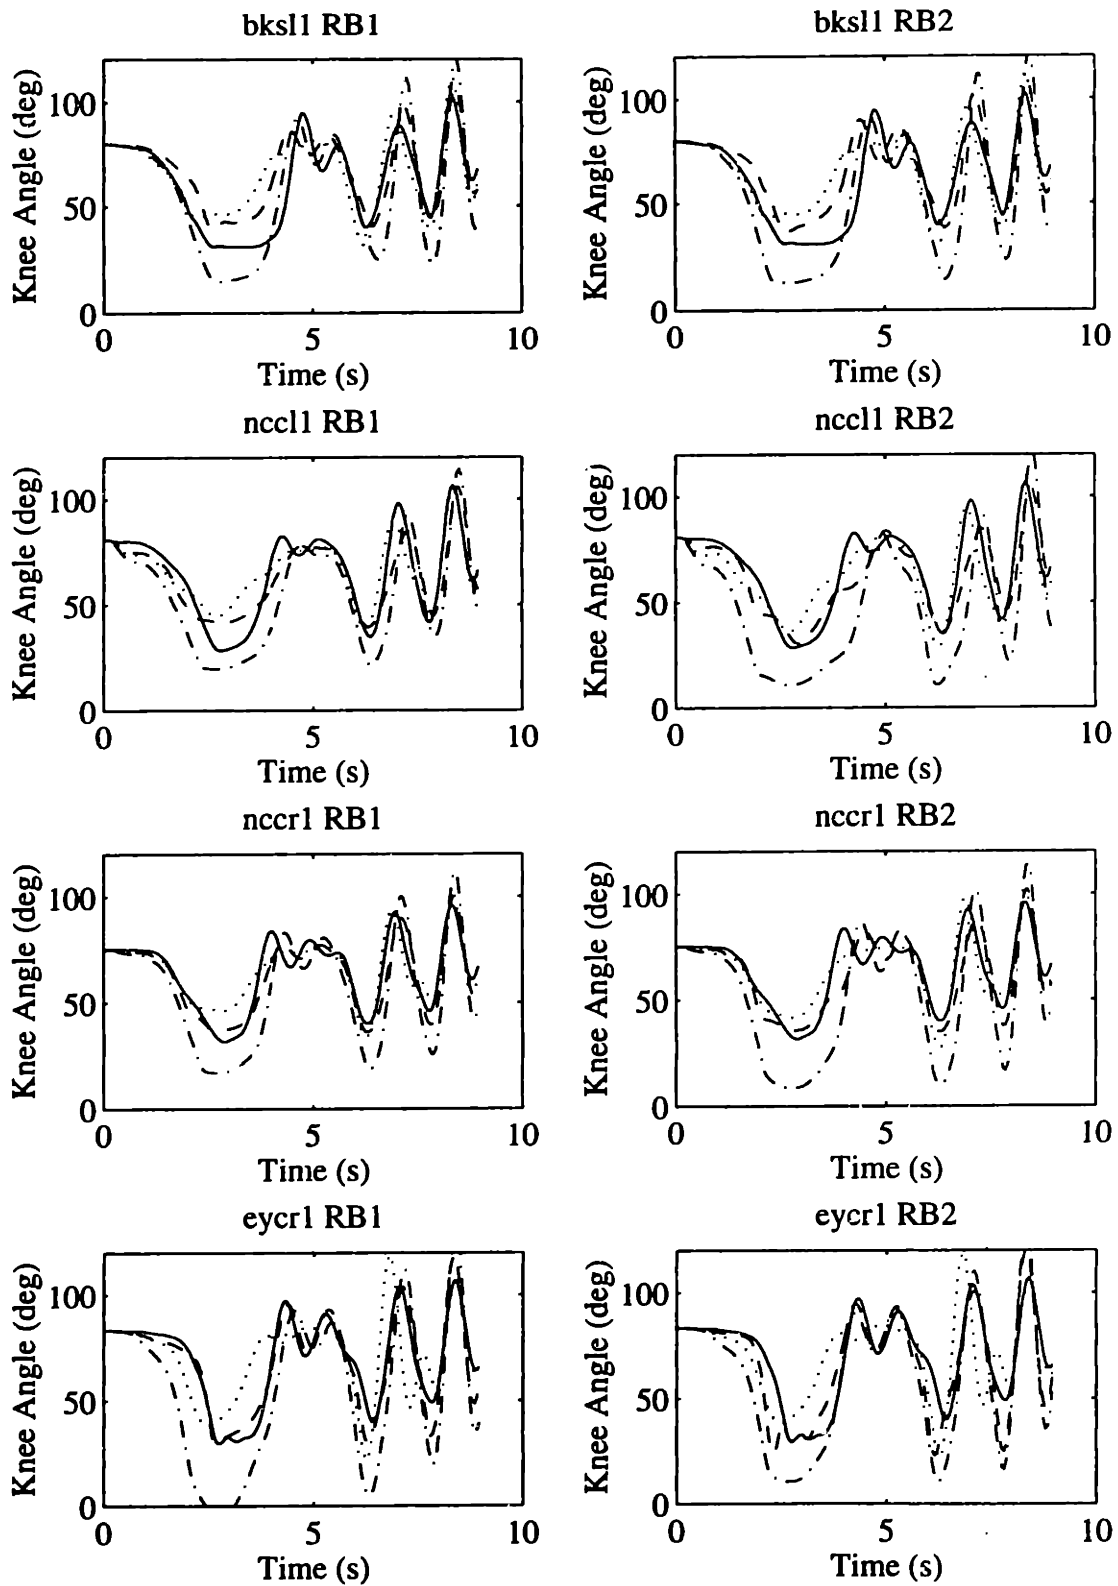 bksl1 RB1
Knee Angle (deg)
100
50
0
0 5 10
Time (s)
bksl1 RB2
Knee Angle (deg)
100
50
0
0 5 10
Time (s)
nccl1 RB1
Knee Angle (deg)
100
50
0
0 5 10
Time (s)
nccl1 RB2
Knee Angle (deg)
100
50
0
0 5 10
Time (s)
nccr1 RB1
Knee Angle (deg)
100
50
0
0 5 10
Time (s)
nccr1 RB2
Knee Angle (deg)
100
50
0
0 5 10
Time (s)
eycr1 RB1
Knee Angle (deg)
100
50
0
0 5 10
Time (s)
eycr1 RB2
Knee Angle (deg)
100
50
0
0 5 10
Time (s)